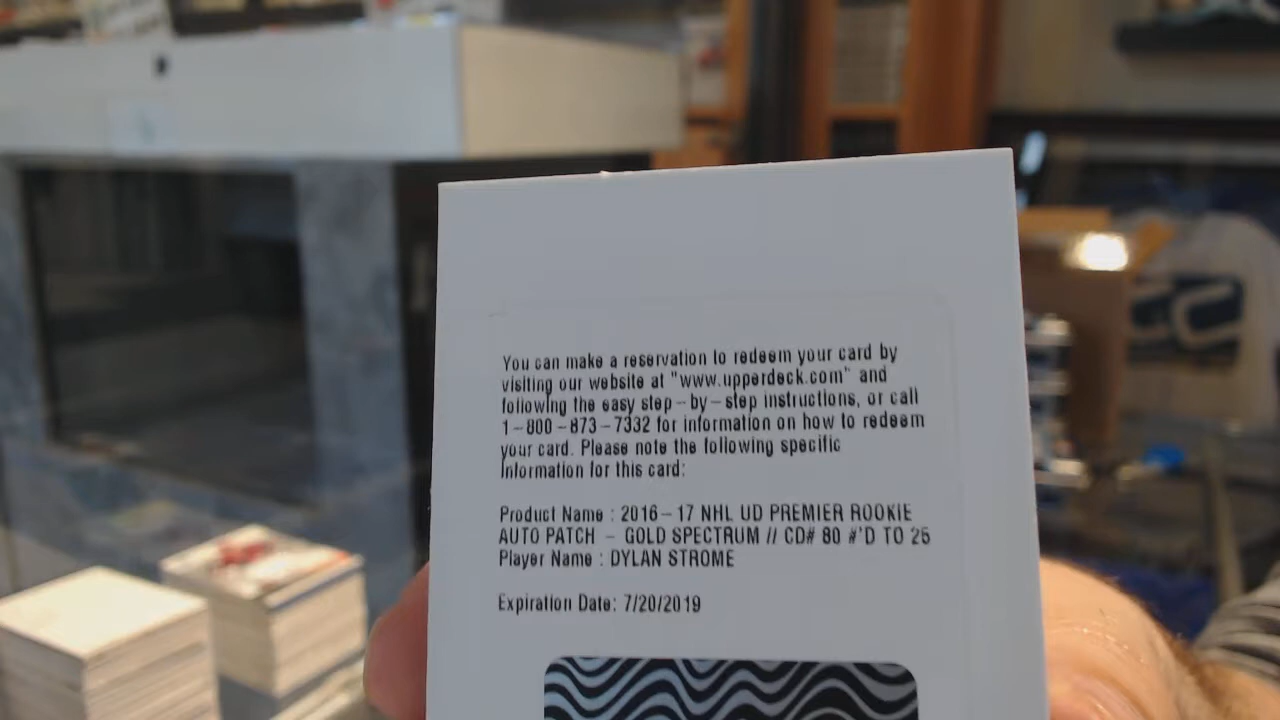 You can make a reservation to redeem your card by
visiting our website at "www.upperdeck.com" and
following the easy step-by-step instructions, or call
1-800-873-7332 for information on how to redeem
your card. Please note the following specific
information for this card:
Product Name : 2016-17 NHL UD PREMIER ROOKIE
AUTO PATCH - GOLD SPECTRUM // CD# 80 #'D TO 25
Player Name : DYLAN STROME
Expiration Date: 7/20/2019